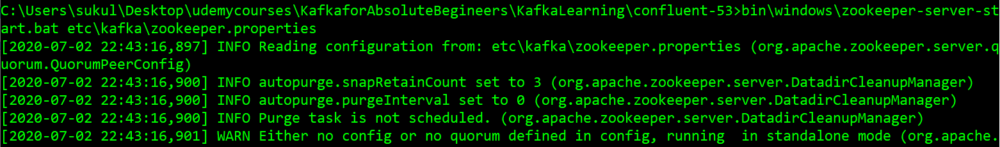 C:\Users\sukul\Desktop\udemycourses\KafkaforAbsoluteBegineers\KafkaLearning\confluent-53>bin\windows\zookeeper-server-st
art.bat etc\kafka\zookeeper.properties
[2020-07-02 22:43:16,897] INFO Reading configuration from: etc\kafka\zookeeper.properties (org.apache.zookeeper.server.q
uorum.QuorumPeerConfig)
[2020-07-02 22:43:16,900] INFO autopurge.snapRetainCount set to 3 (org.apache.zookeeper.server.DatadirCleanupManager)
[2020-07-02 22:43:16,900] INFO autopurge.purgeInterval set to 0 (org.apache.zookeeper.server.DatadirCleanupManager)
[2020-07-02 22:43:16,900] INFO Purge task is not scheduled. (org.apache.zookeeper.server.DatadirCleanupManager)
[2020-07-02 22:43:16,901] WARN Either no config or no quorum defined in config, running  in standalone mode (org.apache.